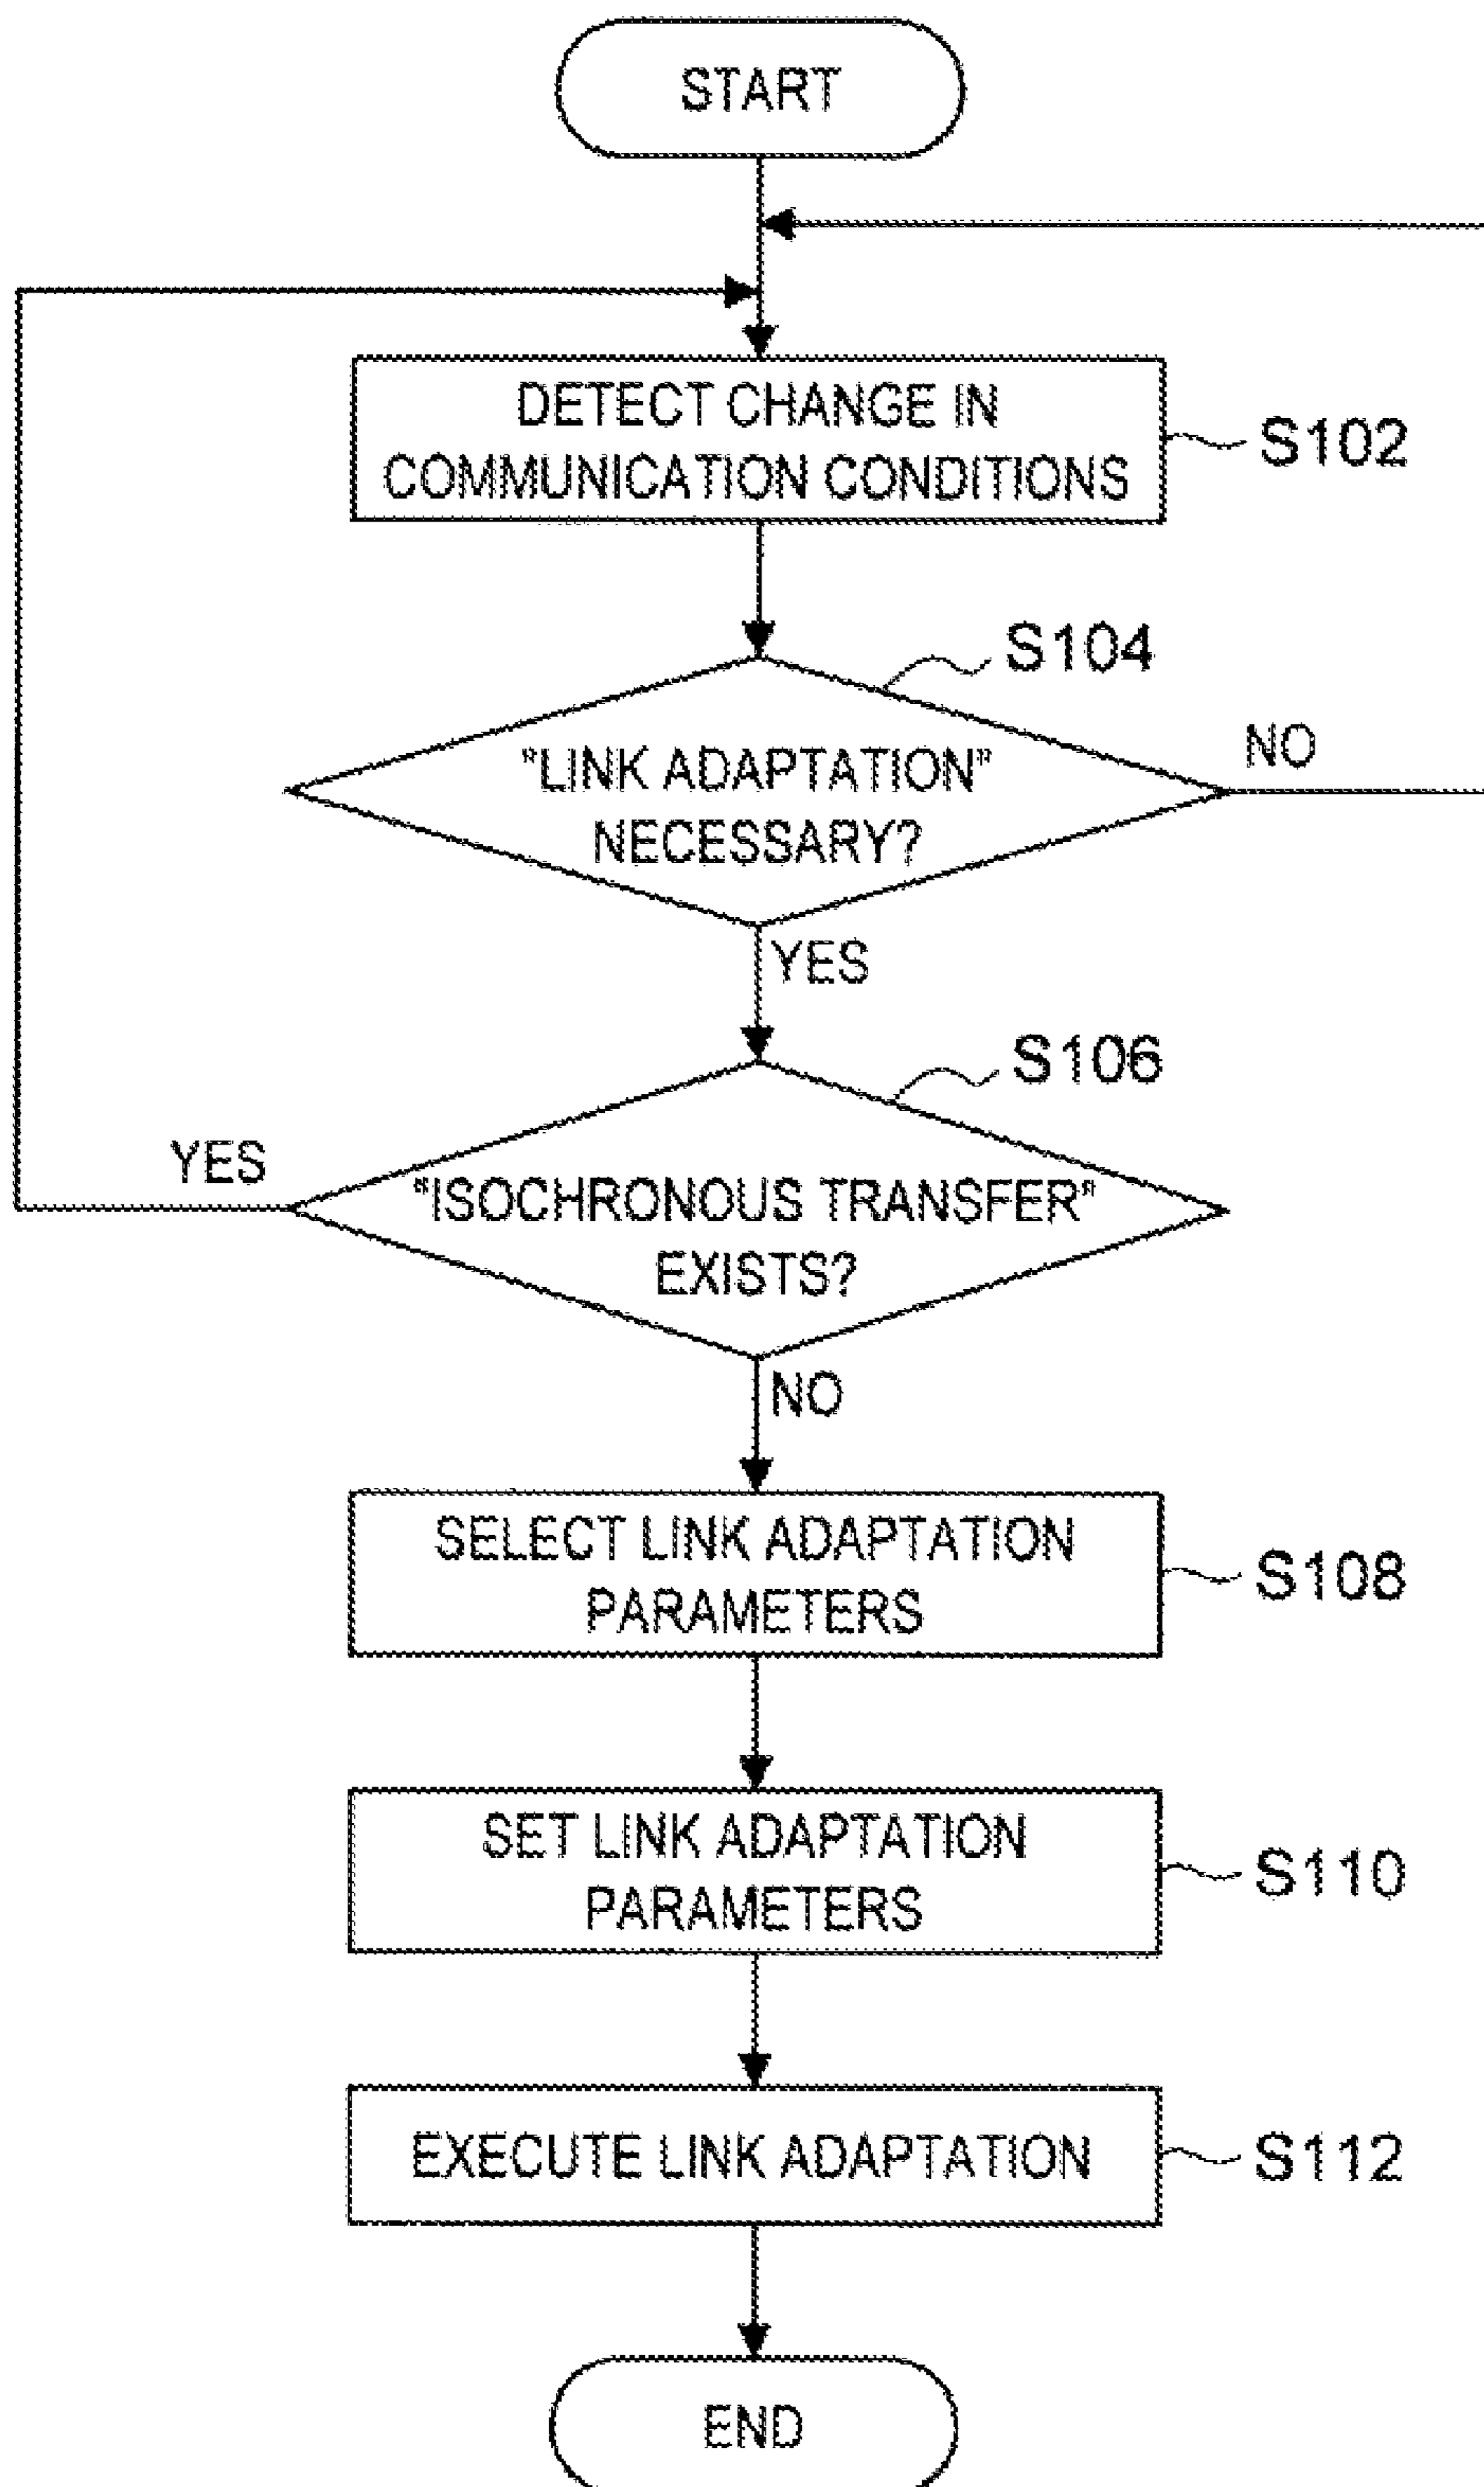 START
DETECT CHANGE IN
COMMUNICATION CONDITIONS
S102
S104
"LINK ADAPTATION"
NECESSARY?
NO
YES
S106
YES
"ISOCHRONOUS TRANSFER"
EXISTS?
NO
SELECT LINK ADAPTATION
PARAMETERS
S108
SET LINK ADAPTATION
PARAMETERS
S110
EXECUTE LINK ADAPTATION
S112
END